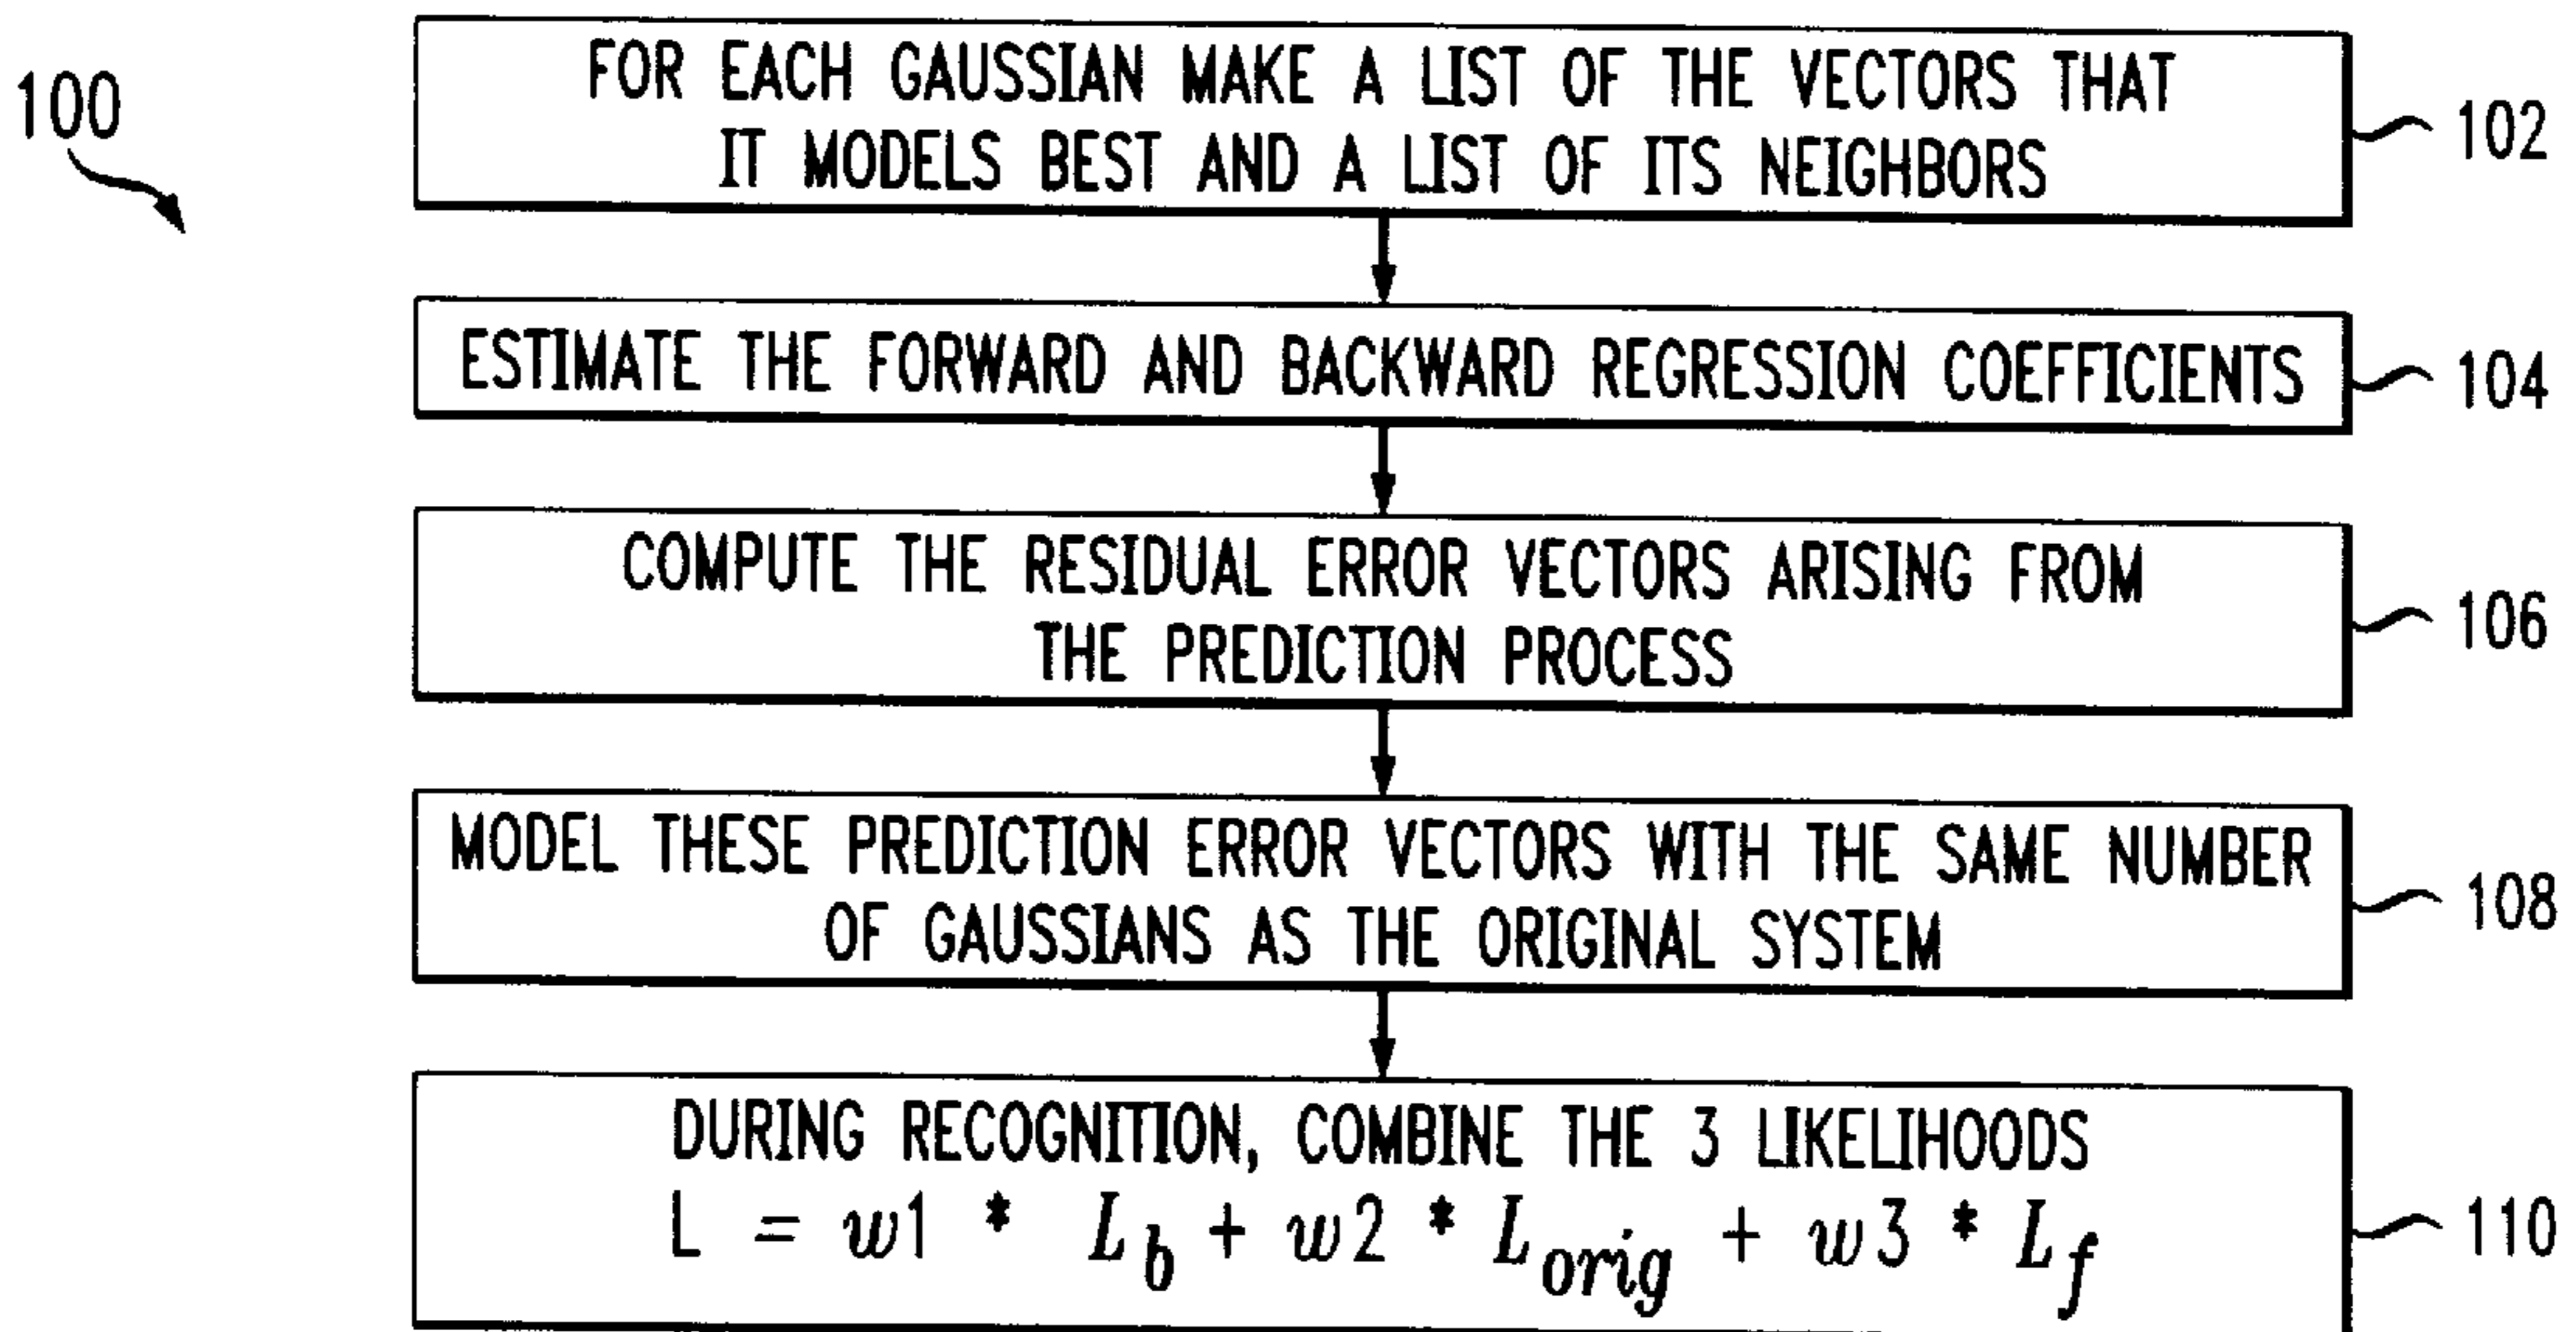 100
FOR EACH GAUSSIAN MAKE A LIST OF THE VECTORS THAT
IT MODELS BEST AND A LIST OF ITS NEIGHBORS
102
ESTIMATE THE FORWARD AND BACKWARD REGRESSION COEFFICIENTS
104
COMPUTE THE RESIDUAL ERROR VECTORS ARISING FROM
THE PREDICTION PROCESS
106
MODEL THESE PREDICTION ERROR VECTORS WITH THE SAME NUMBER
OF GAUSSIANS AS THE ORIGINAL SYSTEM
108
DURING RECOGNITION, COMBINE THE 3 LIKELIHOODS
L = w1 * L_b + w2 * L_orig + w3 * L_f
110